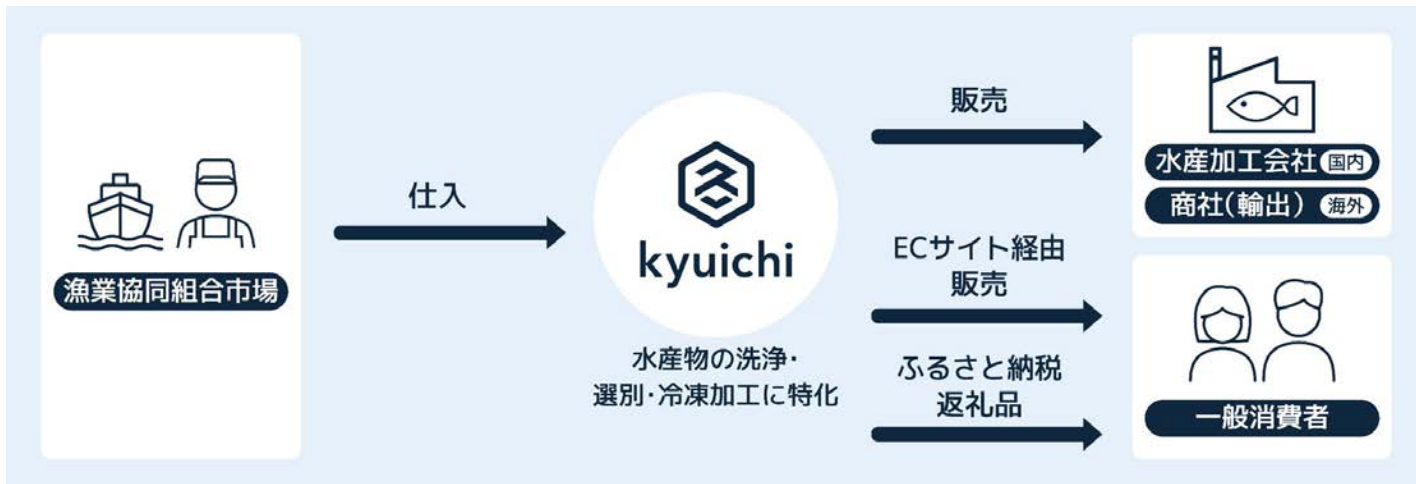 漁業協同組合市場
仕入
kyuichi
水産物の洗浄・
選別・冷凍加工に特化
販売
水産加工会社 国内
商社（輸出） 海外
ECサイト経由
販売
ふるさと納税
返礼品
一般消費者